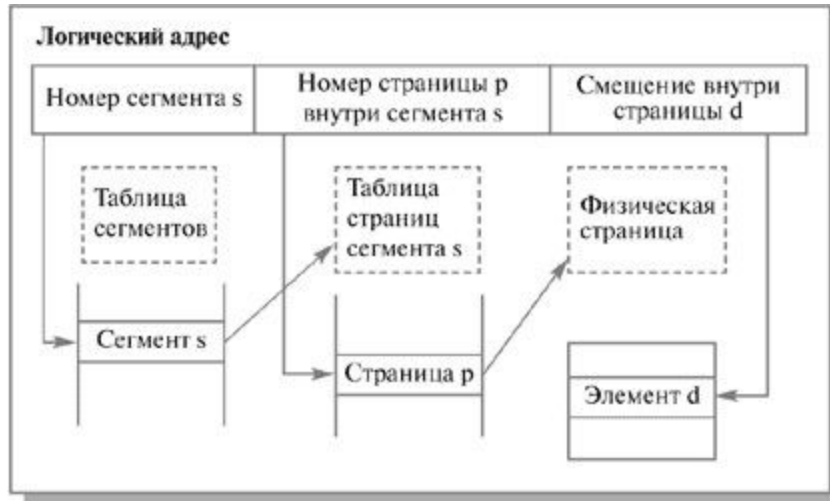 Логический адрес
Номер сегмента s
Номер страницы p
внутри сегмента s
Смещение внутри
страницы d
Таблица
сегментов
Таблица
страниц
сегмента s
Физическая
страница
Сегмент s
Страница p
Элемент d